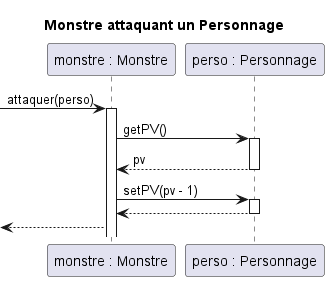 Monstre attaquant un Personnage
monstre : Monstre
perso : Personnage
attaquer(perso)
getPV()
pv
setPV(pv - 1)
monstre : Monstre
perso : Personnage